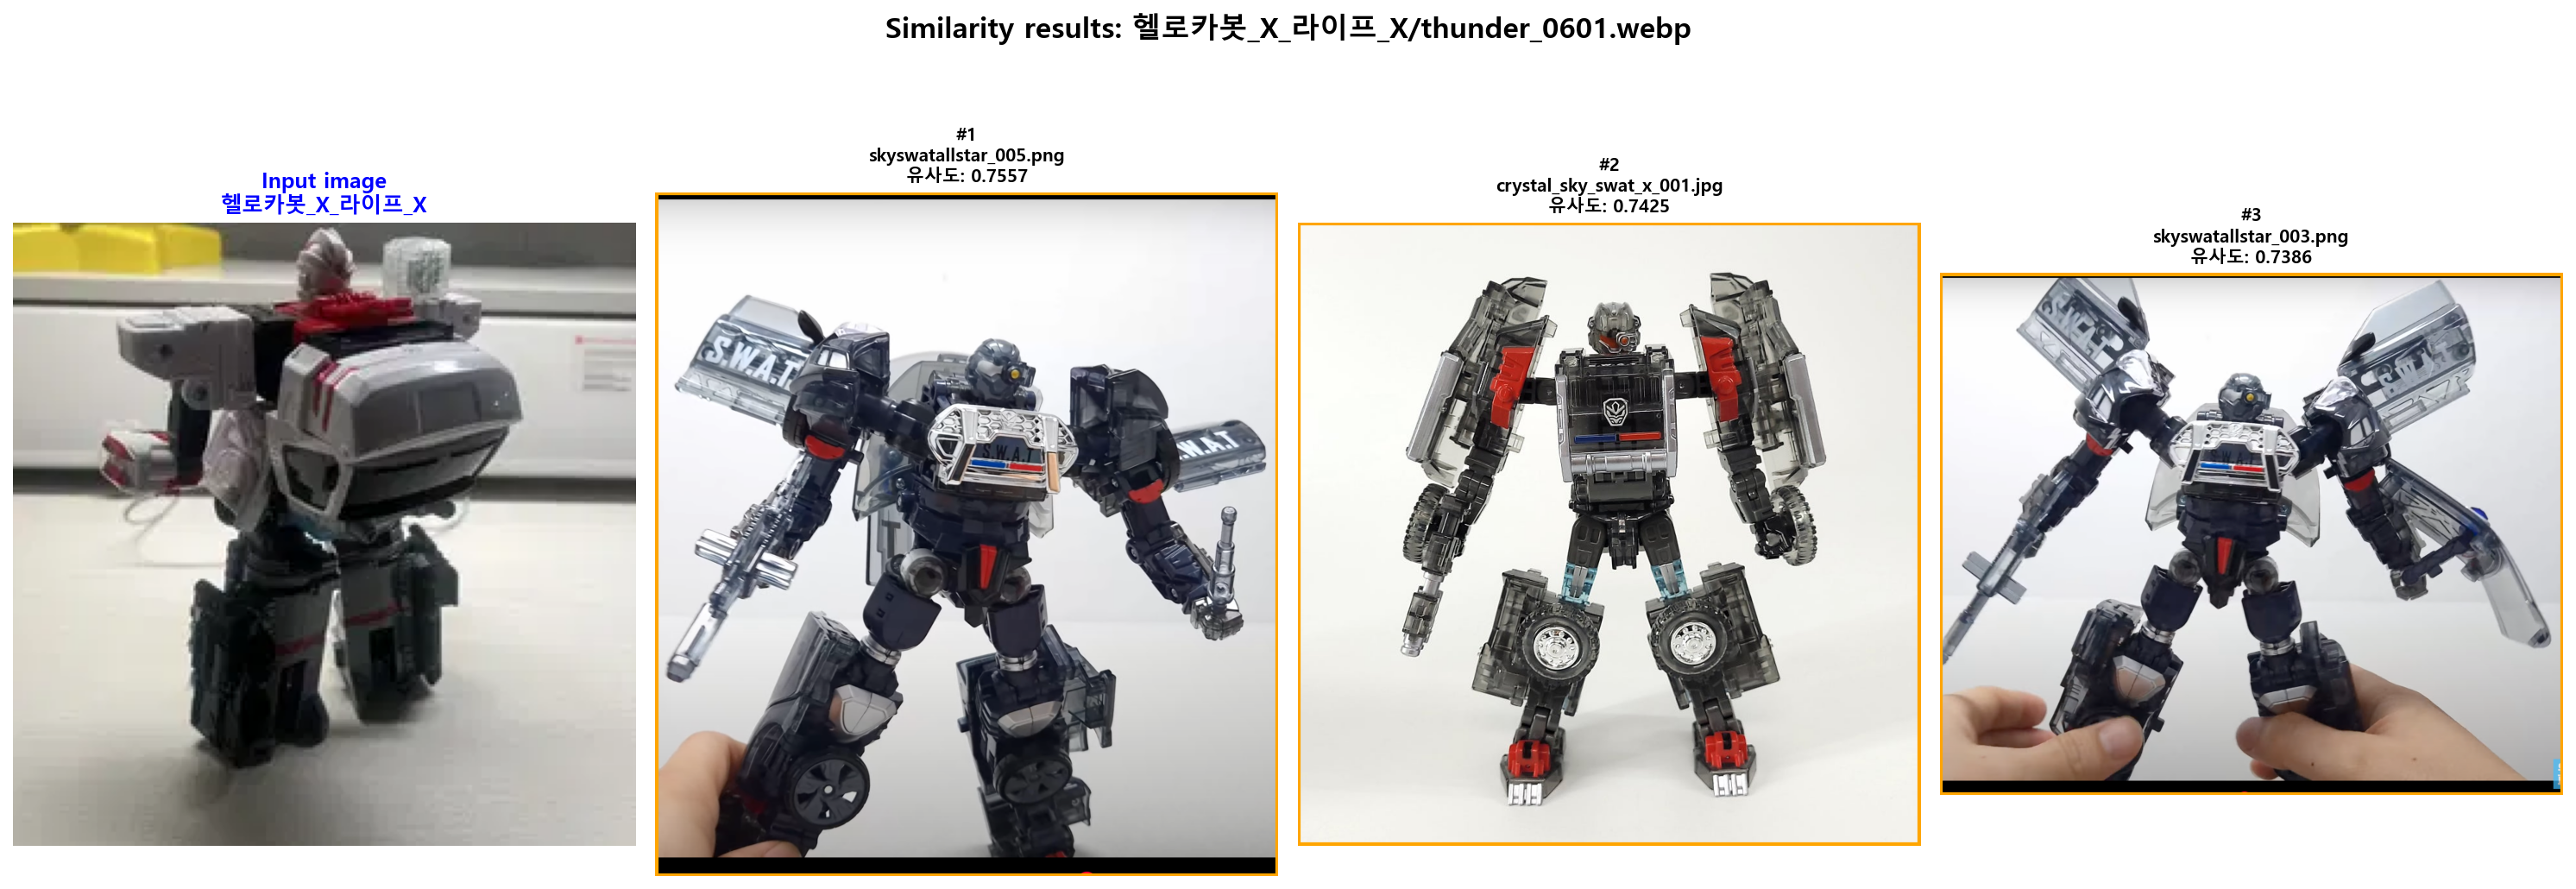 Similarity results: 헬로카봇_X_라이프_X/thunder_0601.webp
Input image
헬로카봇_X_라이프_X
#1
skyswatallstar_005.png
유사도: 0.7557
#2
crystal_sky_swat_x_001.jpg
유사도: 0.7425
#3
skyswatallstar_003.png
유사도: 0.7386
S.W.A.T
S.W.A.T
S.W.A.T
S.W.A.T
S.W.A.T